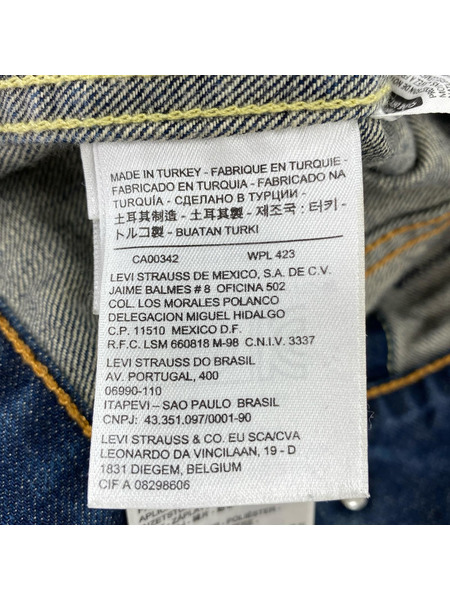 MADE IN TURKEY - FABRIQUE EN TURQUIE -
FABRICADO EN TURQUIA - FABRICADO NA
TURQUÍA - СДЕЛАНО В ТУРЦИИ -
土耳其制造 - 土耳其製 - 제조국 : 터키 -
トルコ製 - BUATAN TURKI
CA00342 WPL 423
LEVI STRAUSS DE MEXICO, S.A. DE C.V.
JAIME BALMES # 8 OFICINA 502
COL. LOS MORALES POLANCO
DELEGACION MIGUEL HIDALGO
C.P. 11510 MEXICO D.F.
R.F.C. LSM 660818 M-98 C.N.I.V. 3337
LEVI STRAUSS DO BRASIL
AV. PORTUGAL, 400
06990-110
ITAPEVI – SAO PAULO BRASIL
CNPJ: 43.351.097/0001-90
LEVI STRAUSS & CO. EU SCA/CVA
LEONARDO DA VINCILAAN, 19 - D
1831 DIEGEM, BELGIUM
CIF A 08298606